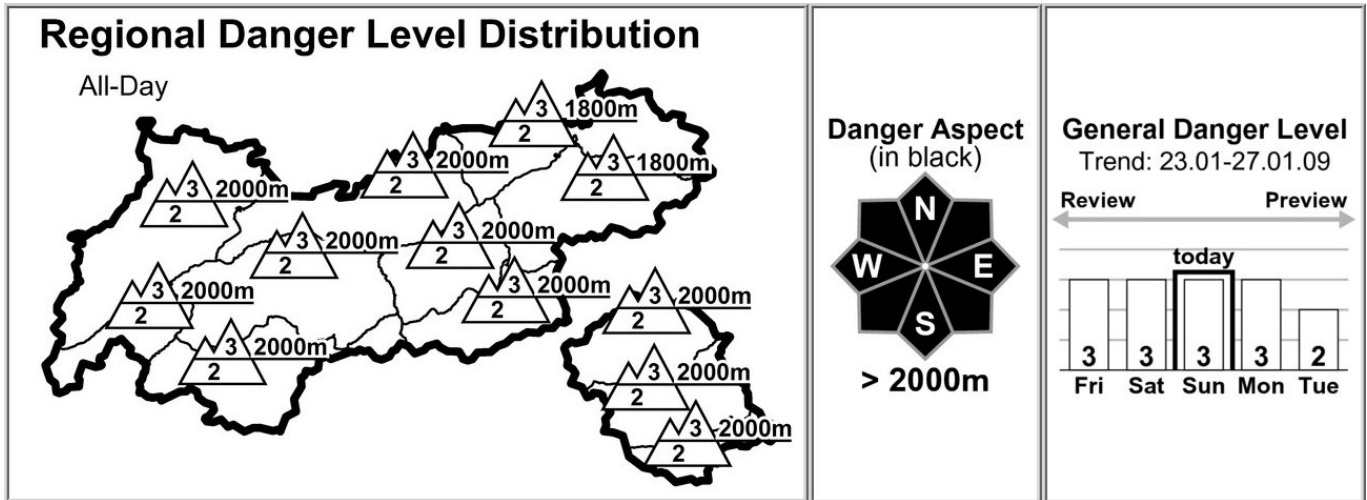 Regional Danger Level Distribution
All-Day
3 1800m
2
3 2000m
2
3 1800m
2
3 2000m
2
3 2000m
2
3 2000m
2
3 2000m
2
3 2000m
2
3 2000m
2
3 2000m
2
3 2000m
2
3 2000m
2
Danger Aspect
(in black)
N
W E
S
> 2000m
General Danger Level
Trend: 23.01-27.01.09
Review Preview
today
3 3 3 3 2
Fri Sat Sun Mon Tue